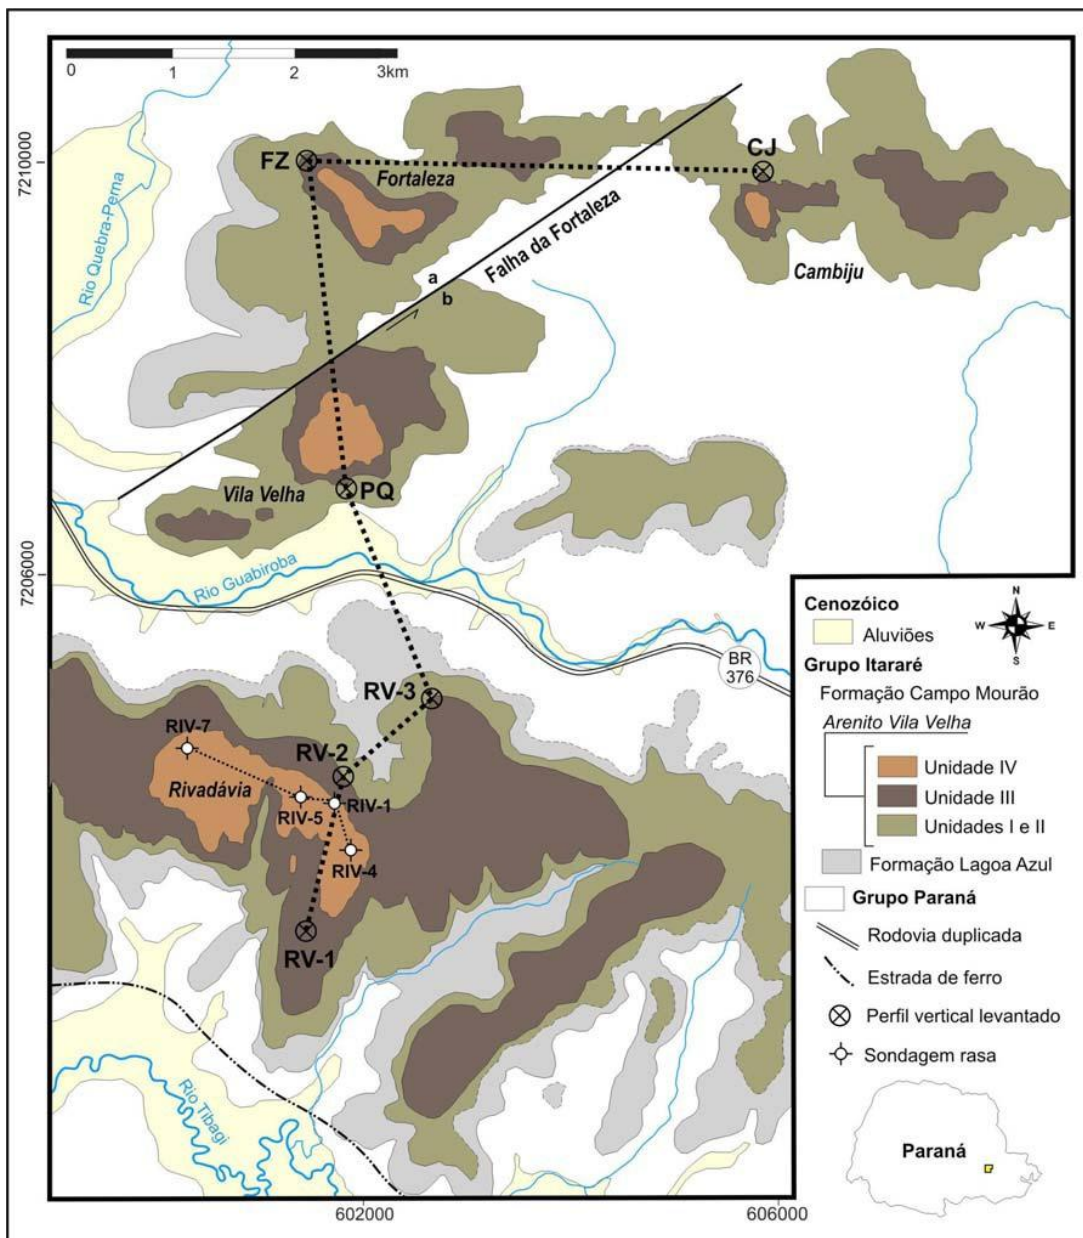 0 1 2 3km
7210000
7206000
602000
606000
FZ
CJ
Fortaleza
Falha da Fortaleza
a
b
Cambiju
Rio Quebra-Perna
PQ
Vila Velha
Rio Guabiroba
BR
376
RV-3
RIV-7
RV-2
Rivadávia
RIV-1
RIV-5
RIV-4
RV-1
Rio Tibagi
Cenozóico
Aluviões
N
W
E
S
Grupo Itararé
Formação Campo Mourão
Arenito Vila Velha
Unidade IV
Unidade III
Unidades I e II
Formação Lagoa Azul
Grupo Paraná
Rodovia duplicada
Estrada de ferro
Perfil vertical levantado
Sondagem rasa
Paraná